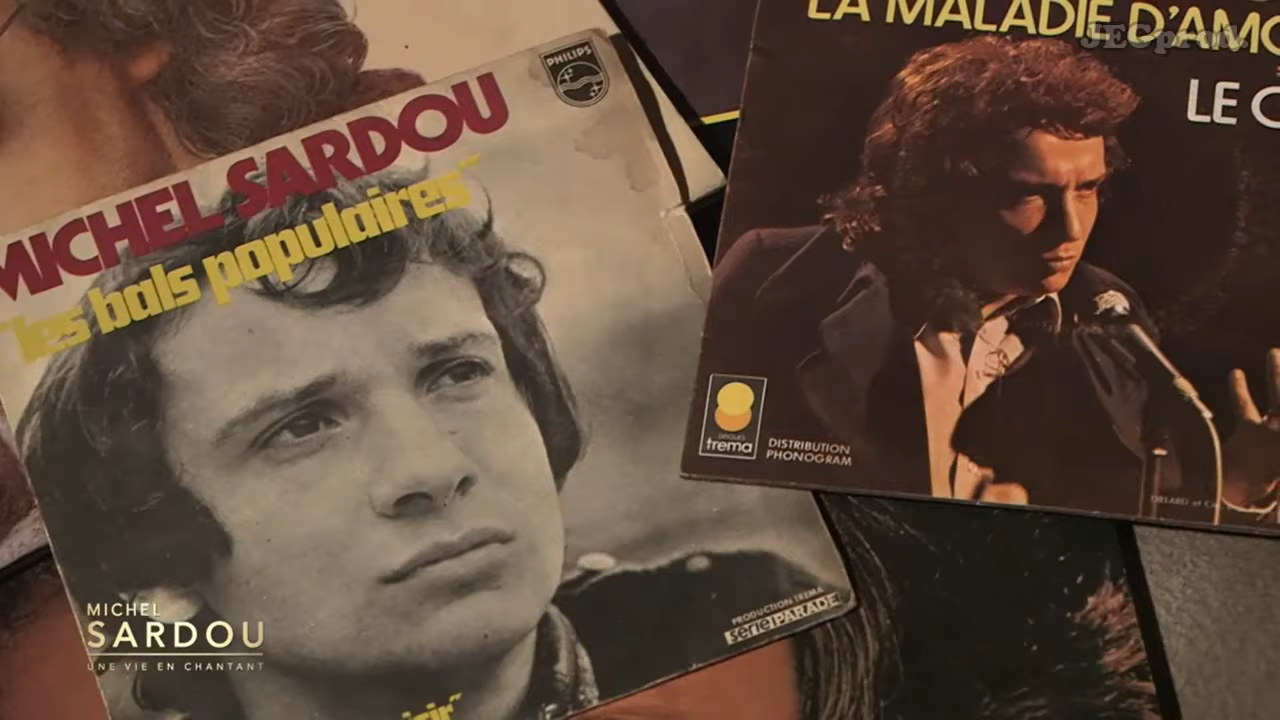 MICHEL SARDOU
"les bals populaires"
PHILIPS
PRODUCTION TREMA
série PARADE
LA MALADIE D'AMO
LE C
DISQUES
trema
DISTRIBUTION
PHONOGRAM
JECprod.
MICHEL
SARDOU
UNE VIE EN CHANTANT